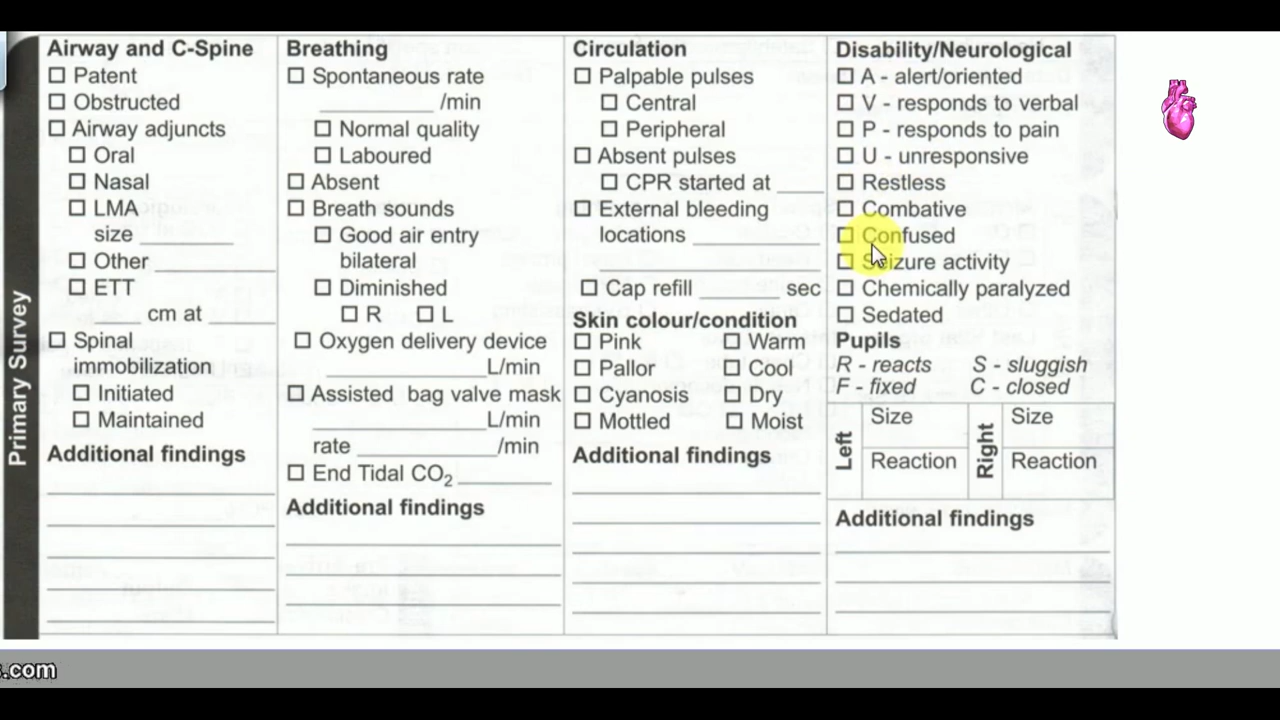 Primary Survey
Airway and C-Spine
Patent
Obstructed
Airway adjuncts
Oral
Nasal
LMA
size
Other
ETT
cm at
Spinal
immobilization
Initiated
Maintained
Additional findings
Breathing
Spontaneous rate
/min
Normal quality
Laboured
Absent
Breath sounds
Good air entry
bilateral
Diminished
R L
Oxygen delivery device
L/min
Assisted bag valve mask
L/min
rate /min
End Tidal CO₂
Additional findings
Circulation
Palpable pulses
Central
Peripheral
Absent pulses
CPR started at
External bleeding
locations
Cap refill sec
Skin colour/condition
Pink Warm
Pallor Cool
Cyanosis Dry
Mottled Moist
Additional findings
Disability/Neurological
A - alert/oriented
V - responds to verbal
P - responds to pain
U - unresponsive
Restless
Combative
Confused
Seizure activity
Chemically paralyzed
Sedated
Pupils
R - reacts S - sluggish
F - fixed C - closed
Left Size Right Size
Reaction Reaction
Additional findings
.com